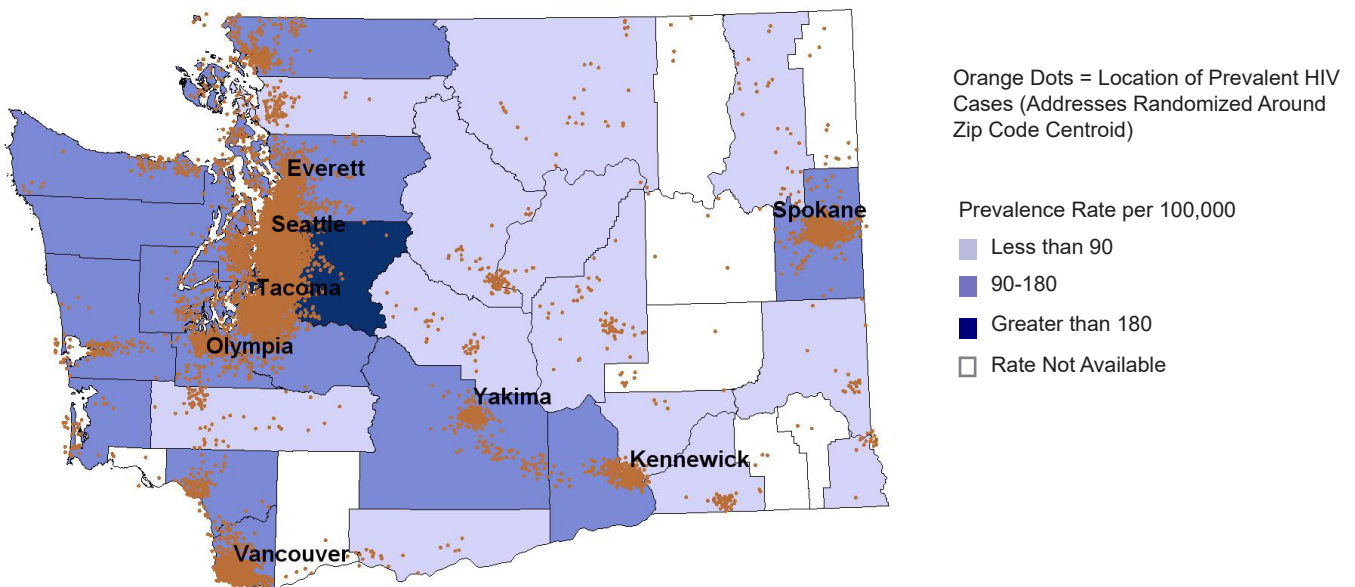 Orange Dots = Location of Prevalent HIV
Cases (Addresses Randomized Around
Zip Code Centroid)
Everett
Spokane
Prevalence Rate per 100,000
Seattle
Less than 90
90-180
Tacoma
Greater than 180
Olympia
Rate Not Available
Yakima
Kennewick
Vancouver